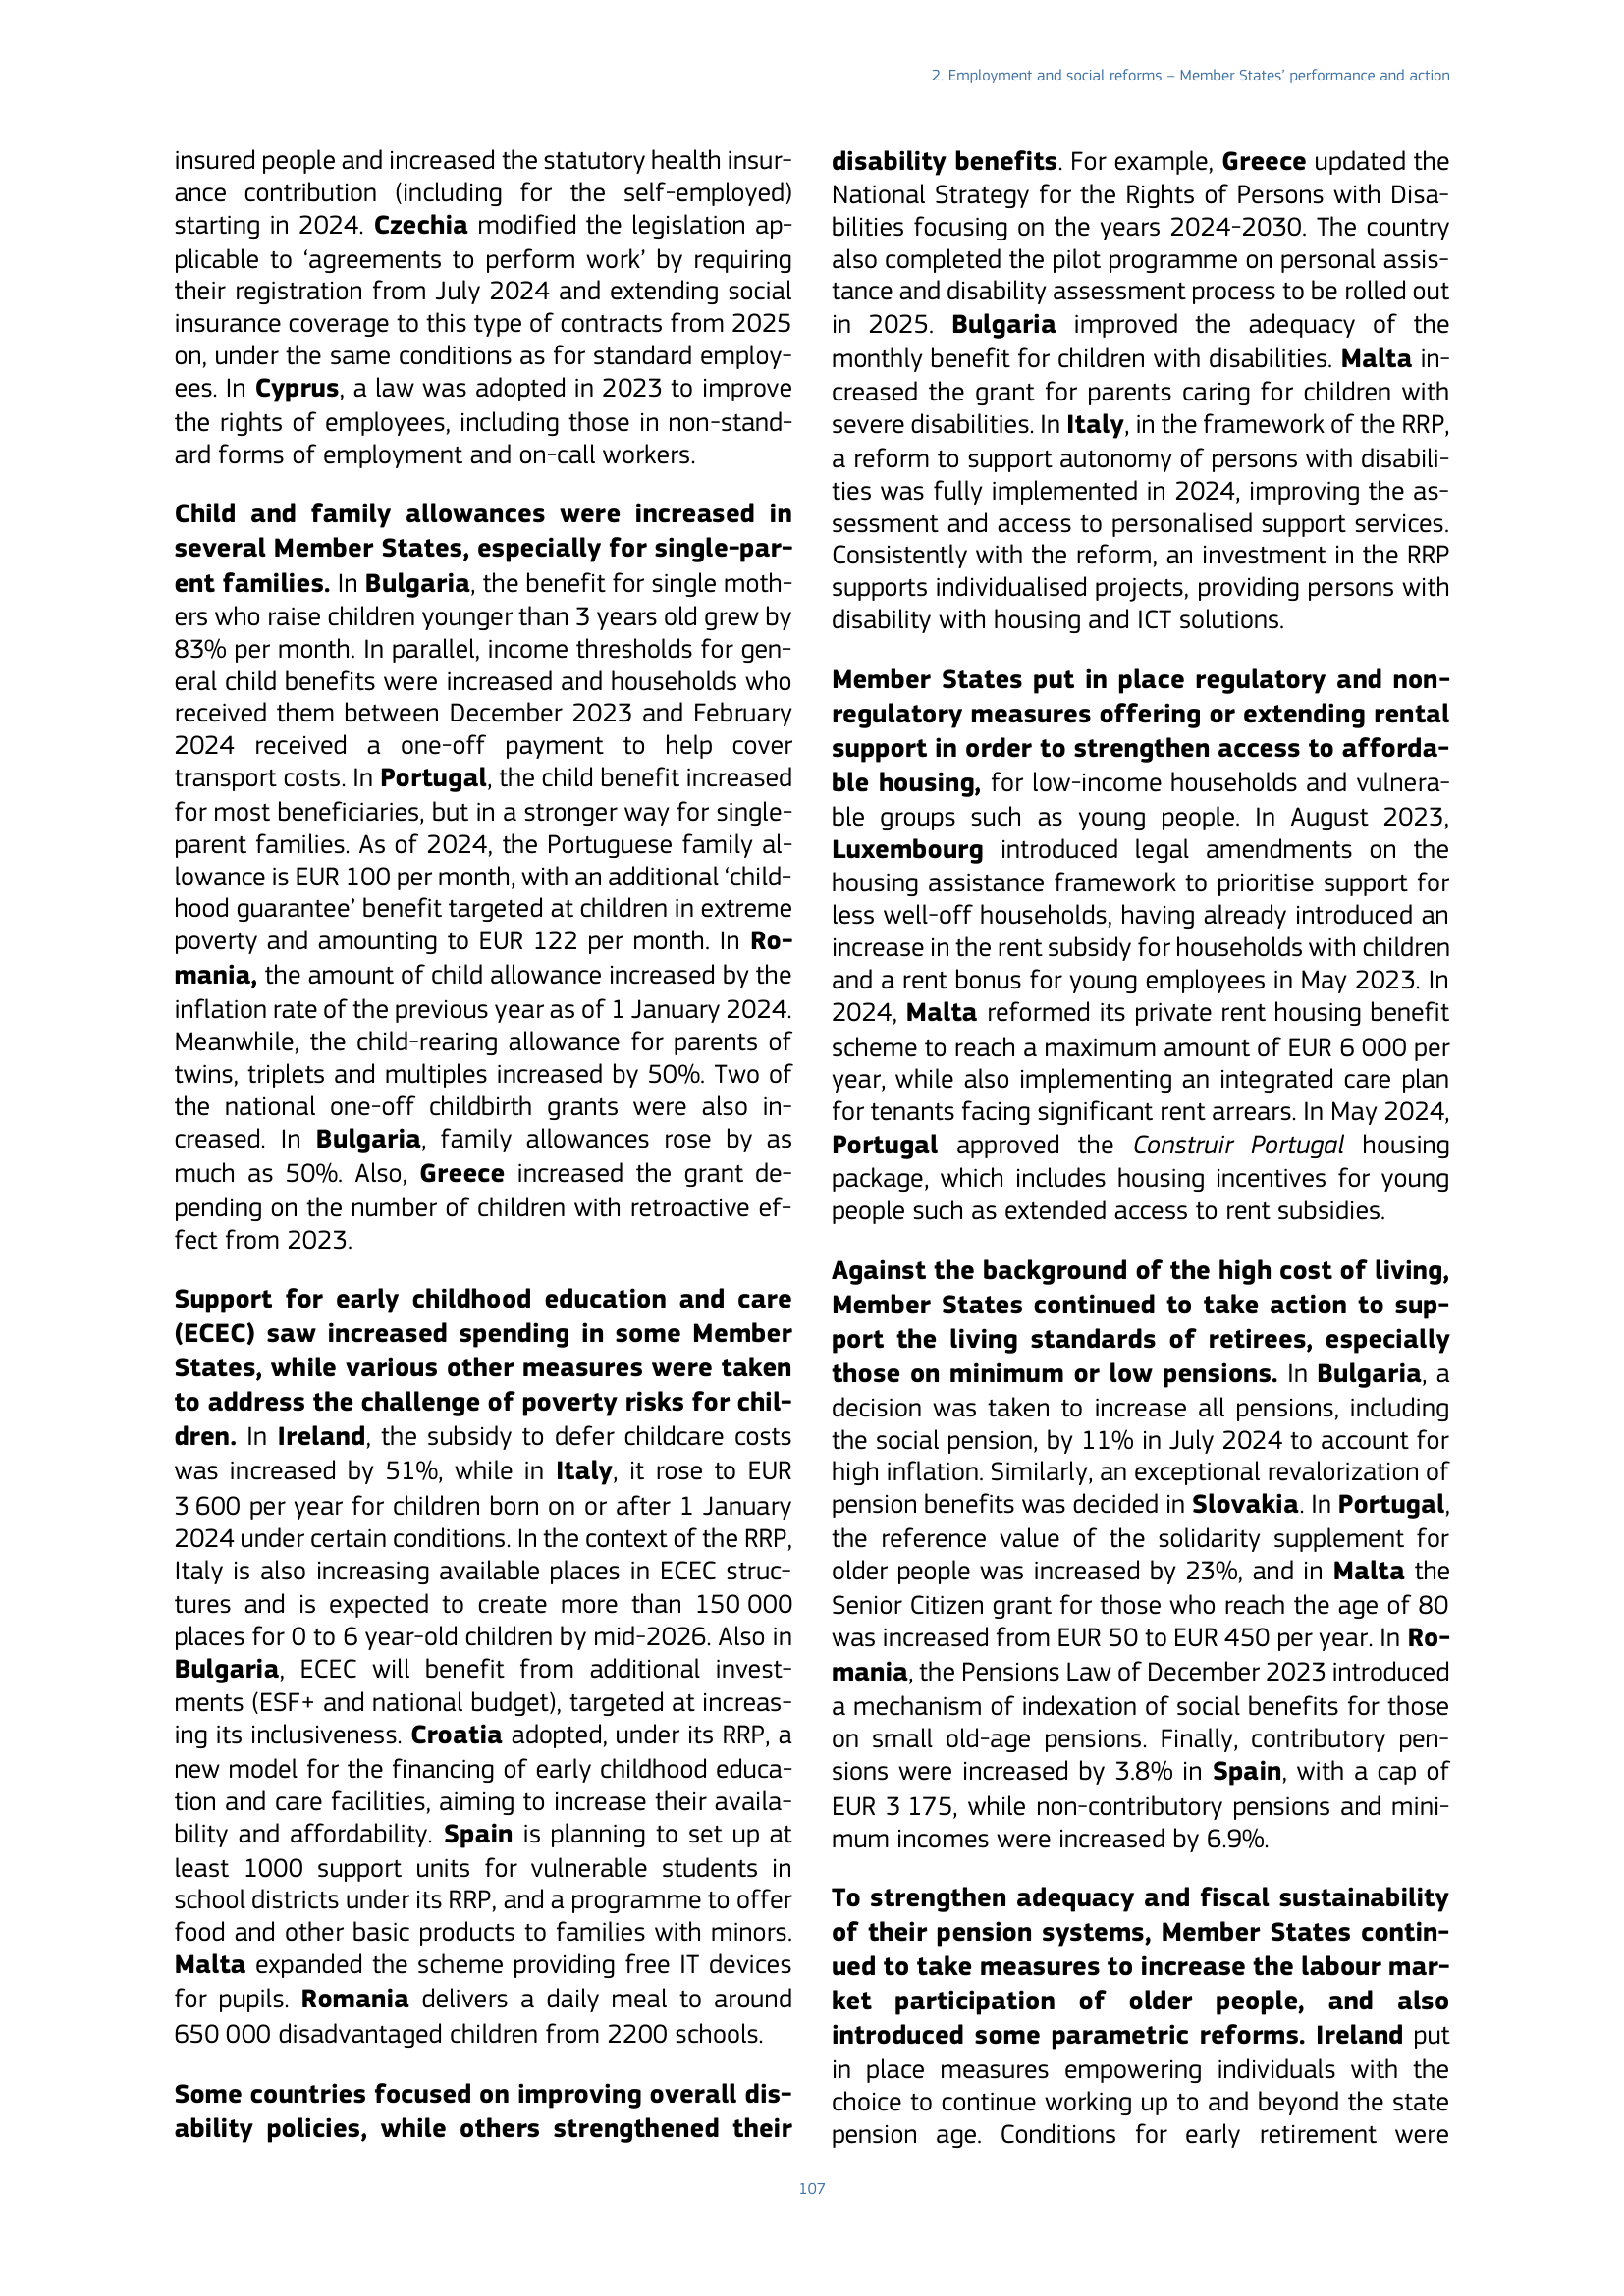 2. Employment and social reforms – Member States’ performance and action
insured people and increased the statutory health insur-
ance contribution (including for the self-employed)
starting in 2024. Czechia modified the legislation ap-
plicable to ‘agreements to perform work’ by requiring
their registration from July 2024 and extending social
insurance coverage to this type of contracts from 2025
on, under the same conditions as for standard employ-
ees. In Cyprus, a law was adopted in 2023 to improve
the rights of employees, including those in non-stand-
ard forms of employment and on-call workers.
Child and family allowances were increased in
several Member States, especially for single-par-
ent families. In Bulgaria, the benefit for single moth-
ers who raise children younger than 3 years old grew by
83% per month. In parallel, income thresholds for gen-
eral child benefits were increased and households who
received them between December 2023 and February
2024 received a one-off payment to help cover
transport costs. In Portugal, the child benefit increased
for most beneficiaries, but in a stronger way for single-
parent families. As of 2024, the Portuguese family al-
lowance is EUR 100 per month, with an additional ‘child-
hood guarantee’ benefit targeted at children in extreme
poverty and amounting to EUR 122 per month. In Ro-
mania, the amount of child allowance increased by the
inflation rate of the previous year as of 1 January 2024.
Meanwhile, the child-rearing allowance for parents of
twins, triplets and multiples increased by 50%. Two of
the national one-off childbirth grants were also in-
creased. In Bulgaria, family allowances rose by as
much as 50%. Also, Greece increased the grant de-
pending on the number of children with retroactive ef-
fect from 2023.
Support for early childhood education and care
(ECEC) saw increased spending in some Member
States, while various other measures were taken
to address the challenge of poverty risks for chil-
dren. In Ireland, the subsidy to defer childcare costs
was increased by 51%, while in Italy, it rose to EUR
3 600 per year for children born on or after 1 January
2024 under certain conditions. In the context of the RRP,
Italy is also increasing available places in ECEC struc-
tures and is expected to create more than 150 000
places for 0 to 6 year-old children by mid-2026. Also in
Bulgaria, ECEC will benefit from additional invest-
ments (ESF+ and national budget), targeted at increas-
ing its inclusiveness. Croatia adopted, under its RRP, a
new model for the financing of early childhood educa-
tion and care facilities, aiming to increase their availa-
bility and affordability. Spain is planning to set up at
least 1000 support units for vulnerable students in
school districts under its RRP, and a programme to offer
food and other basic products to families with minors.
Malta expanded the scheme providing free IT devices
for pupils. Romania delivers a daily meal to around
650 000 disadvantaged children from 2200 schools.
Some countries focused on improving overall dis-
ability policies, while others strengthened their
disability benefits. For example, Greece updated the
National Strategy for the Rights of Persons with Disa-
bilities focusing on the years 2024-2030. The country
also completed the pilot programme on personal assis-
tance and disability assessment process to be rolled out
in 2025. Bulgaria improved the adequacy of the
monthly benefit for children with disabilities. Malta in-
creased the grant for parents caring for children with
severe disabilities. In Italy, in the framework of the RRP,
a reform to support autonomy of persons with disabili-
ties was fully implemented in 2024, improving the as-
sessment and access to personalised support services.
Consistently with the reform, an investment in the RRP
supports individualised projects, providing persons with
disability with housing and ICT solutions.
Member States put in place regulatory and non-
regulatory measures offering or extending rental
support in order to strengthen access to afforda-
ble housing, for low-income households and vulnera-
ble groups such as young people. In August 2023,
Luxembourg introduced legal amendments on the
housing assistance framework to prioritise support for
less well-off households, having already introduced an
increase in the rent subsidy for households with children
and a rent bonus for young employees in May 2023. In
2024, Malta reformed its private rent housing benefit
scheme to reach a maximum amount of EUR 6 000 per
year, while also implementing an integrated care plan
for tenants facing significant rent arrears. In May 2024,
Portugal approved the Construir Portugal housing
package, which includes housing incentives for young
people such as extended access to rent subsidies.
Against the background of the high cost of living,
Member States continued to take action to sup-
port the living standards of retirees, especially
those on minimum or low pensions. In Bulgaria, a
decision was taken to increase all pensions, including
the social pension, by 11% in July 2024 to account for
high inflation. Similarly, an exceptional revalorization of
pension benefits was decided in Slovakia. In Portugal,
the reference value of the solidarity supplement for
older people was increased by 23%, and in Malta the
Senior Citizen grant for those who reach the age of 80
was increased from EUR 50 to EUR 450 per year. In Ro-
mania, the Pensions Law of December 2023 introduced
a mechanism of indexation of social benefits for those
on small old-age pensions. Finally, contributory pen-
sions were increased by 3.8% in Spain, with a cap of
EUR 3 175, while non-contributory pensions and mini-
mum incomes were increased by 6.9%.
To strengthen adequacy and fiscal sustainability
of their pension systems, Member States contin-
ued to take measures to increase the labour mar-
ket participation of older people, and also
introduced some parametric reforms. Ireland put
in place measures empowering individuals with the
choice to continue working up to and beyond the state
pension age. Conditions for early retirement were
107